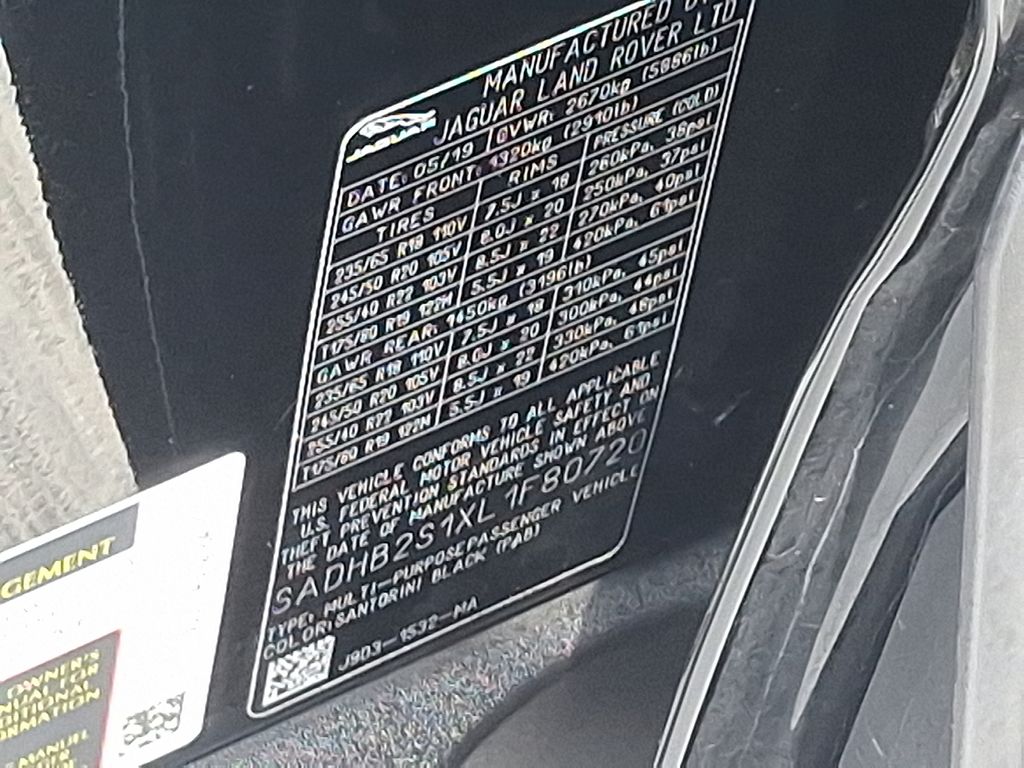 MANUFACTURED BY
JAGUAR LAND ROVER LTD
JAGUAR
DATE: 05/19 GVWR: 2670kg (5886lb)
GAWR FRONT: 1320kg (2910lb)
TIRES RIMS PRESSURE (COLD)
235/65 R18 110V 7.5J x 18 260kPa, 38psi
245/50 R20 105V 8.0J x 20 250kPa, 37psi
255/40 R22 103V 8.5J x 22 270kPa, 40psi
T175/80 R19 122M 5.5J x 19 420kPa, 61psi
GAWR REAR: 1450kg (3196lb)
235/65 R18 110V 7.5J x 18 310kPa, 45psi
245/50 R20 105V 8.0J x 20 300kPa, 44psi
255/40 R22 103V 8.5J x 22 330kPa, 48psi
T175/80 R19 122M 5.5J x 19 420kPa, 61psi
THIS VEHICLE CONFORMS TO ALL APPLICABLE
U.S. FEDERAL MOTOR VEHICLE SAFETY AND
THEFT PREVENTION STANDARDS IN EFFECT ON
THE DATE OF MANUFACTURE SHOWN ABOVE
SADHB2S1XL1F80720
TYPE: MULTI-PURPOSE PASSENGER VEHICLE
COLOR: SANTORINI BLACK (PAB)
J9D3-1532-MA
GEMENT
OWNER'S
FOR
MANUEL